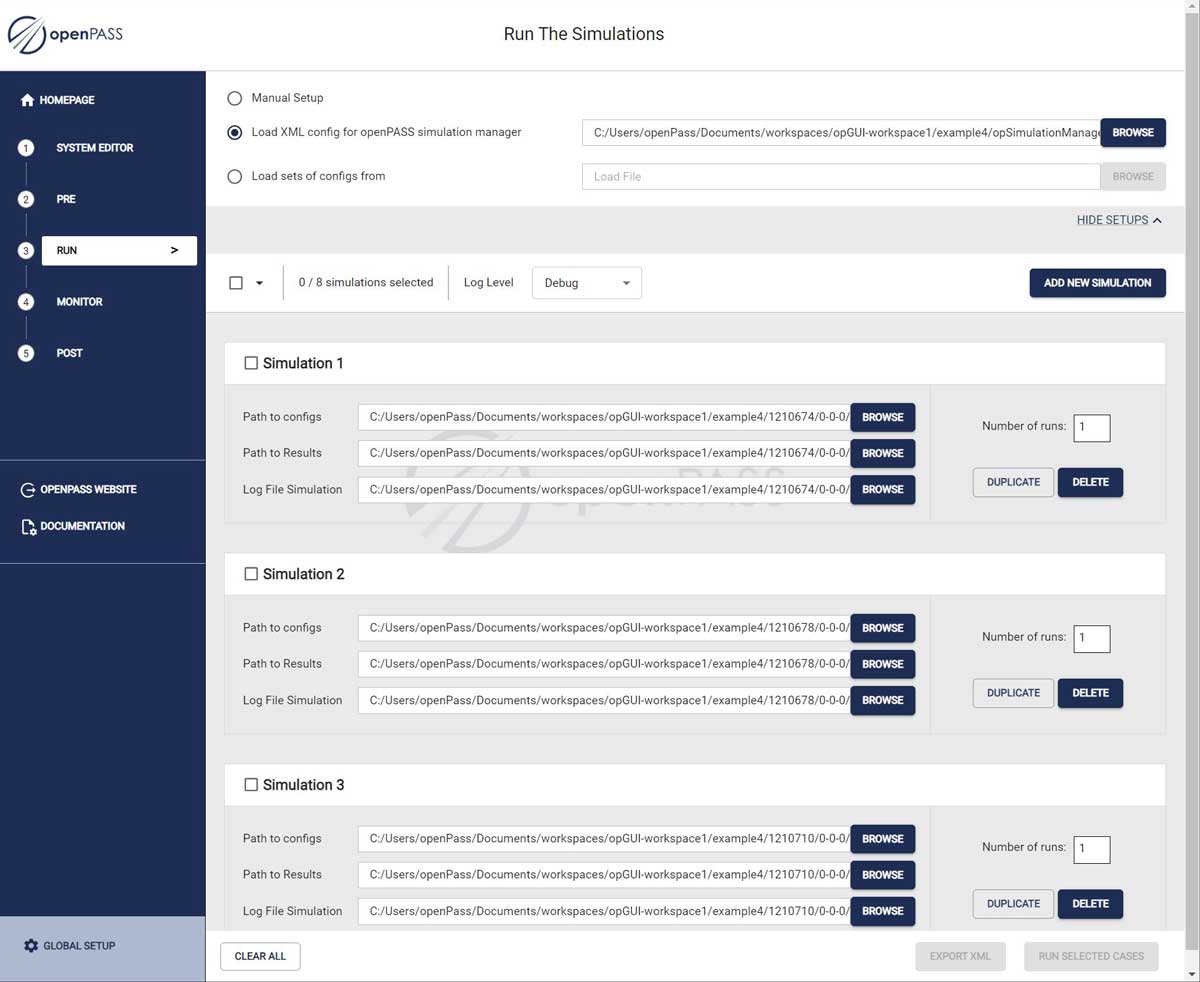 openPASS
Run The Simulations
HOMEPAGE
1 SYSTEM EDITOR
2 PRE
3 RUN >
4 MONITOR
5 POST
OPENPASS WEBSITE
DOCUMENTATION
GLOBAL SETUP
Manual Setup
Load XML config for openPASS simulation manager C:/Users/openPass/Documents/workspaces/opGUI-workspace1/example4/opSimulationManage BROWSE
Load sets of configs from Load File BROWSE
HIDE SETUPS
0 / 8 simulations selected Log Level Debug ADD NEW SIMULATION
Simulation 1
Path to configs C:/Users/openPass/Documents/workspaces/opGUI-workspace1/example4/1210674/0-0-0/ BROWSE
Number of runs: 1
Path to Results C:/Users/openPass/Documents/workspaces/opGUI-workspace1/example4/1210674/0-0-0/ BROWSE
Log File Simulation C:/Users/openPass/Documents/workspaces/opGUI-workspace1/example4/1210674/0-0-0/ BROWSE
DUPLICATE DELETE
openPASS
Simulation 2
Path to configs C:/Users/openPass/Documents/workspaces/opGUI-workspace1/example4/1210678/0-0-0/ BROWSE
Number of runs: 1
Path to Results C:/Users/openPass/Documents/workspaces/opGUI-workspace1/example4/1210678/0-0-0/ BROWSE
Log File Simulation C:/Users/openPass/Documents/workspaces/opGUI-workspace1/example4/1210678/0-0-0/ BROWSE
DUPLICATE DELETE
Simulation 3
Path to configs C:/Users/openPass/Documents/workspaces/opGUI-workspace1/example4/1210710/0-0-0/ BROWSE
Number of runs: 1
Path to Results C:/Users/openPass/Documents/workspaces/opGUI-workspace1/example4/1210710/0-0-0/ BROWSE
Log File Simulation C:/Users/openPass/Documents/workspaces/opGUI-workspace1/example4/1210710/0-0-0/ BROWSE
DUPLICATE DELETE
CLEAR ALL EXPORT XML RUN SELECTED CASES